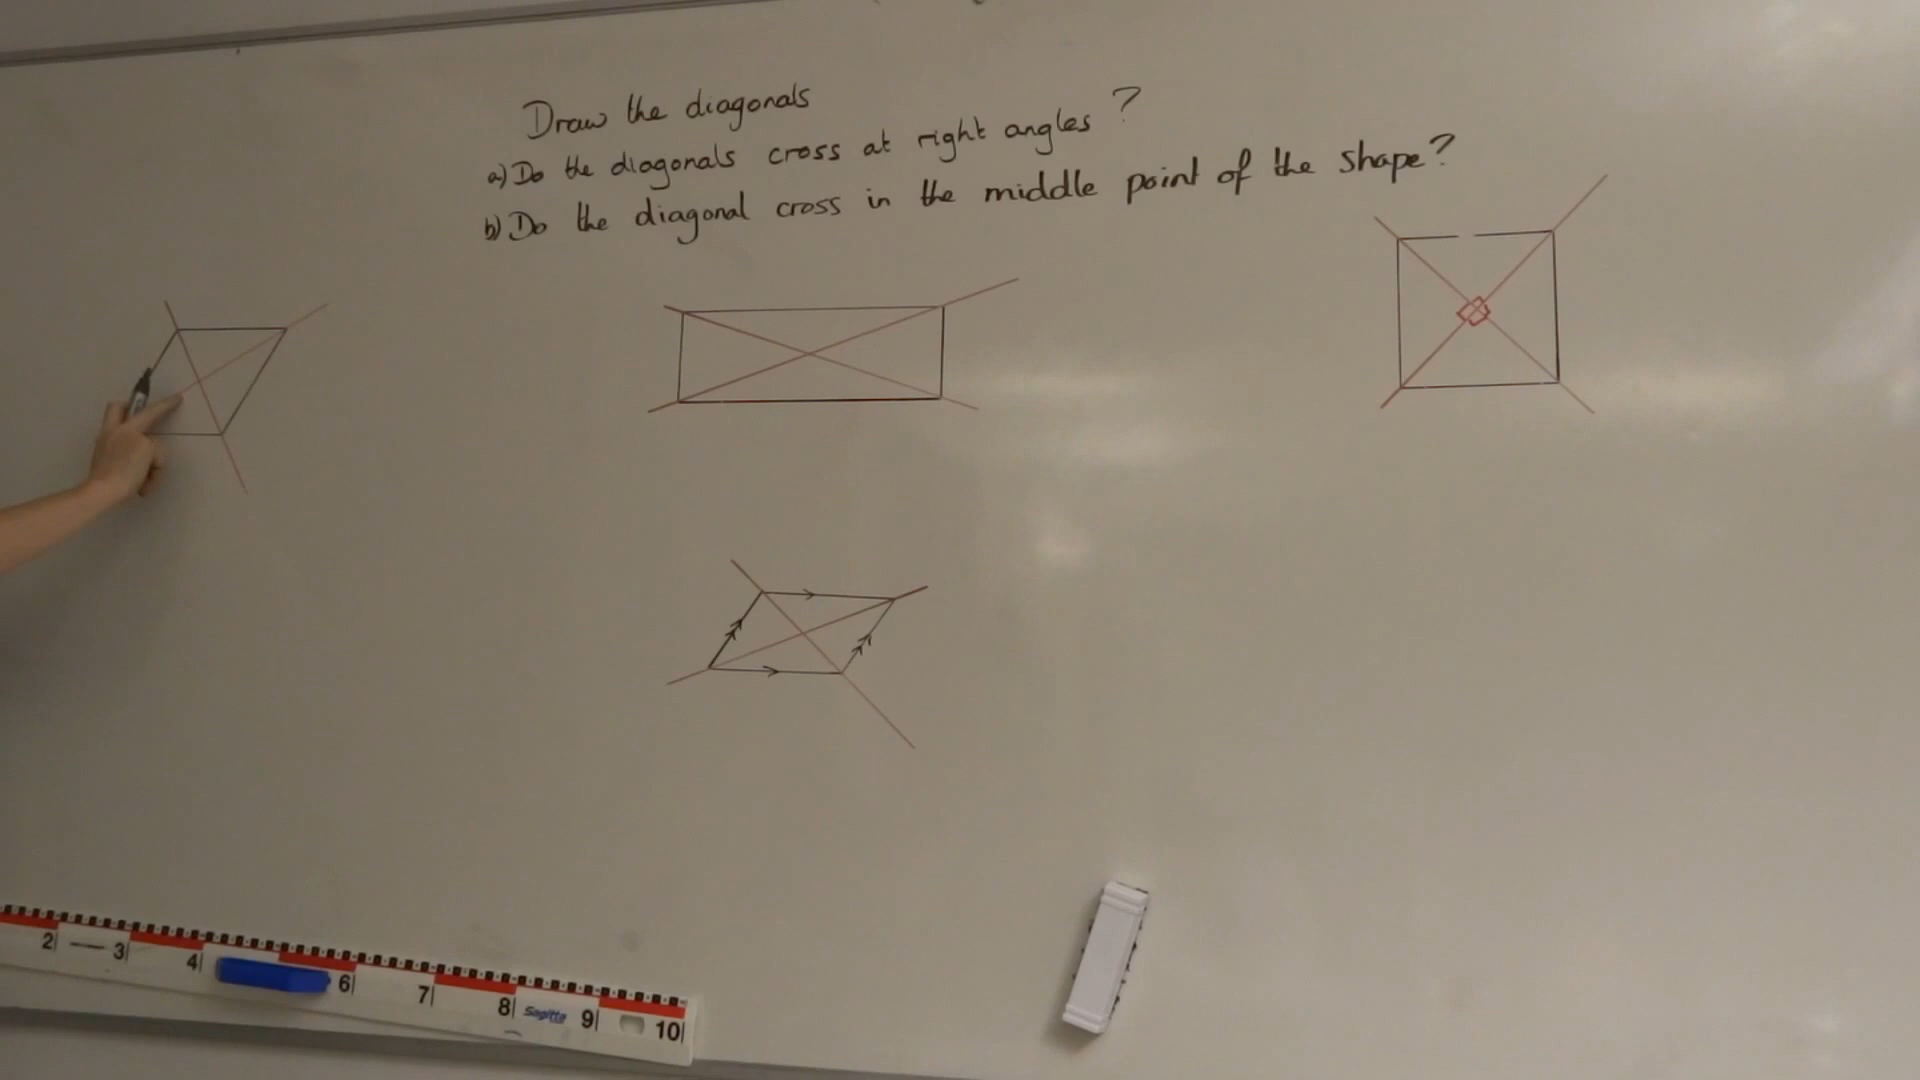 Draw the diagonals
a) Do the diagonals cross at right angles?
b) Do the diagonal cross in the middle point of the shape?
2 3 4 6 7 8 Sagitta 9 10